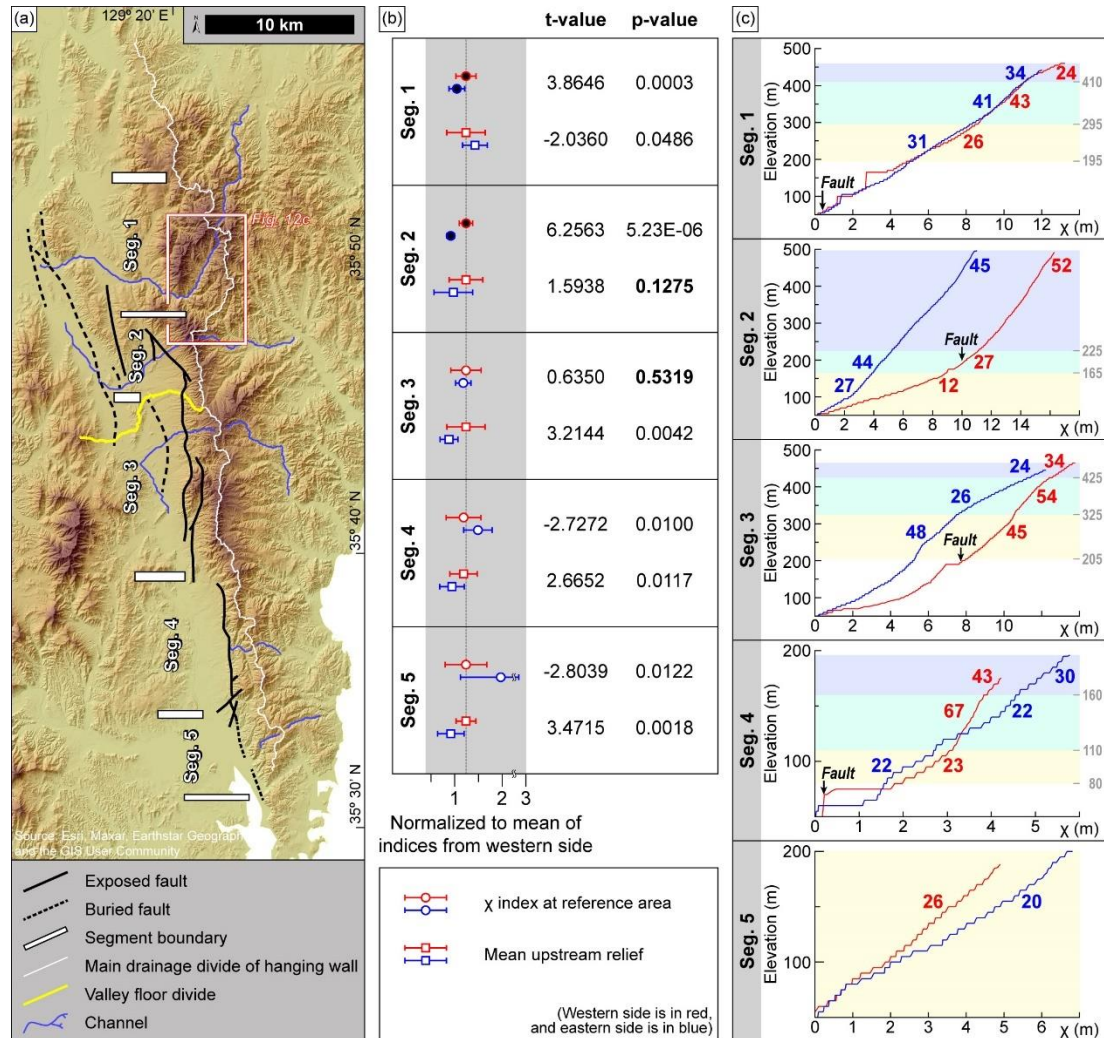 (a)
129° 20' E
N
10 km
Fig. 12c
35° 50' N
Seg. 1
Seg. 2
Seg. 3
35° 40' N
Seg. 4
Seg. 5
35° 30' N
Source: Esri, Maxar, Earthstar Geograph
and the GIS User Community
Exposed fault
Buried fault
Segment boundary
Main drainage divide of hanging wall
Valley floor divide
Channel
(b)
t-value p-value
Seg. 1
3.8646 0.0003
-2.0360 0.0486
Seg. 2
6.2563 5.23E-06
1.5938 0.1275
Seg. 3
0.6350 0.5319
3.2144 0.0042
Seg. 4
-2.7272 0.0100
2.6652 0.0117
Seg. 5
-2.8039 0.0122
3.4715 0.0018
1 2 3
Normalized to mean of
indices from western side
χ index at reference area
Mean upstream relief
(Western side is in red,
and eastern side is in blue)
(c)
Seg. 1
Elevation (m)
500
400
300
200
100
34 24
41 43
31 26
Fault
410
295
195
0 2 4 6 8 10 12 χ (m)
Seg. 2
Elevation (m)
500
400
300
200
100
45 52
44 Fault 27
27 12
225
165
0 2 4 6 8 10 12 14 χ (m)
Seg. 3
Elevation (m)
500
400
300
200
100
24 34
26 54
48 45
Fault
425
325
205
0 2 4 6 8 10 12 χ (m)
Seg. 4
Elevation (m)
200
100
43 30
67 22
22 23
Fault
160
110
80
0 1 2 3 4 5 χ (m)
Seg. 5
Elevation (m)
200
100
26 20
0 1 2 3 4 5 6 χ (m)